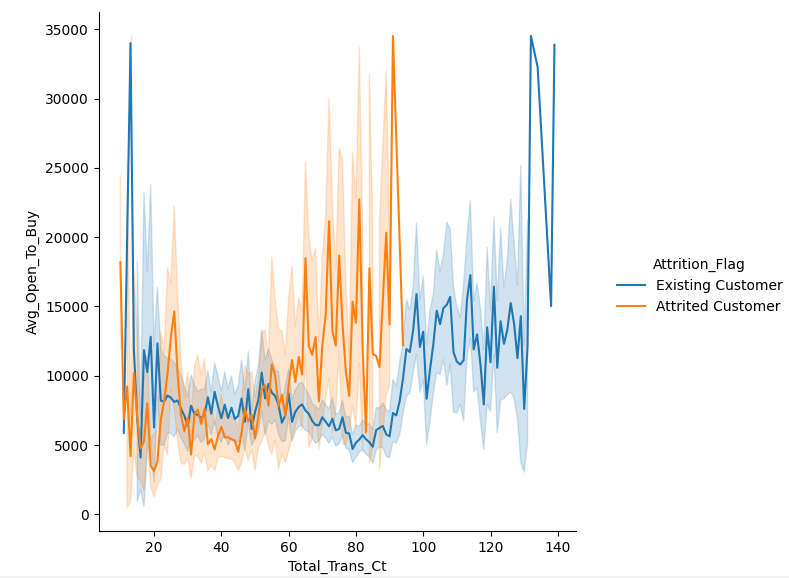 35000
30000
25000
20000
15000
10000
5000
0
Avg_Open_To_Buy
20 40 60 80 100 120 140
Total_Trans_Ct
Attrition_Flag
Existing Customer
Attrited Customer